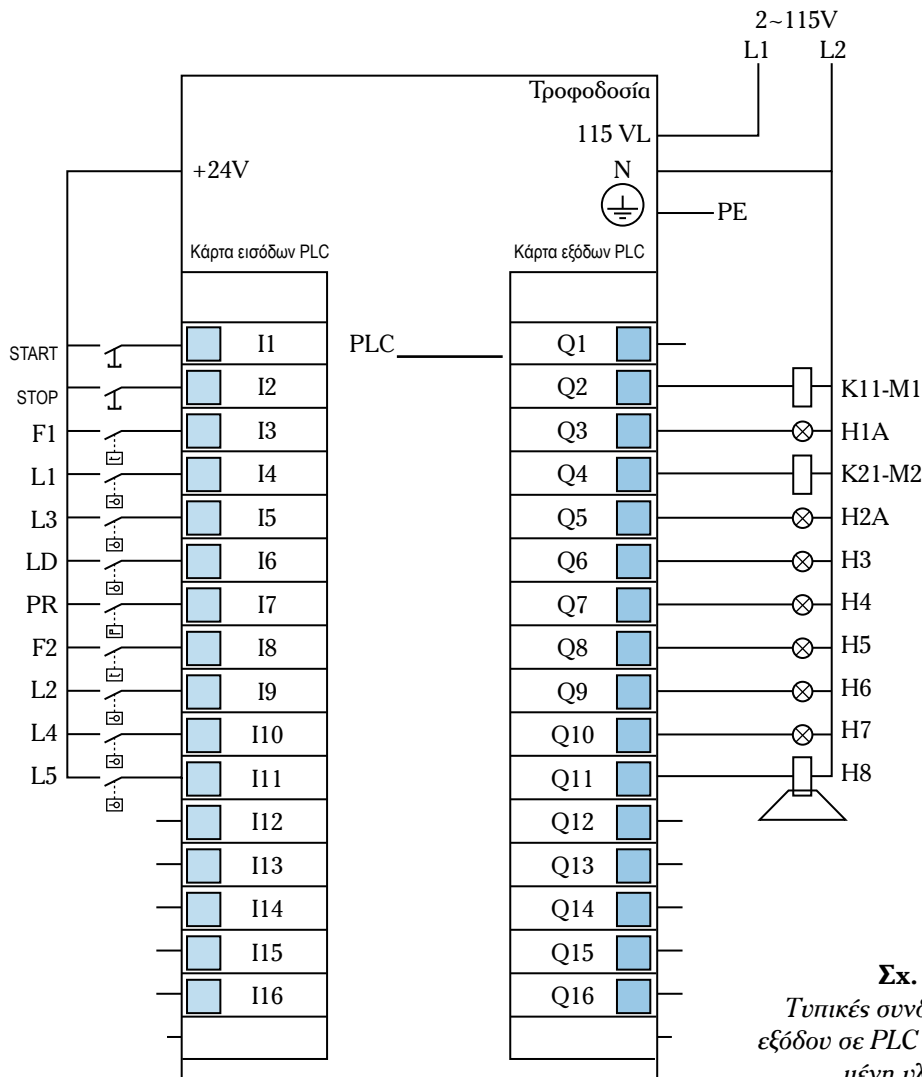 2~115V
L1 L2
Τροφοδοσία
115 VL
+24V N
PE
Κάρτα εισόδων PLC Κάρτα εξόδων PLC
START I1 PLC Q1
STOP I2 Q2 K11-M1
F1 I3 Q3 H1A
L1 I4 Q4 K21-M2
L3 I5 Q5 H2A
LD I6 Q6 H3
PR I7 Q7 H4
F2 I8 Q8 H5
L2 I9 Q9 H6
L4 I10 Q10 H7
L5 I11 Q11 H8
I12 Q12
I13 Q13
I14 Q14
I15 Q15
I16 Q16
Σχ.
Τυπικές συνδ
εξόδου σε PLC